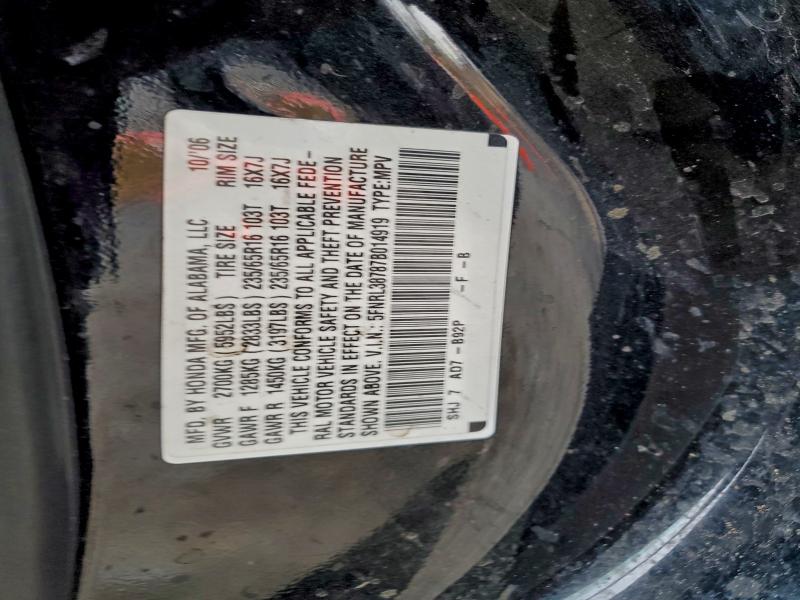 MFD. BY HONDA MFG. OF ALABAMA, LLC 10/06
GVWR 2700KG (5952LBS) TIRE SIZE RIM SIZE
GAWR F 1285KG (2833LBS) 235/65R16 103T 16X7J
GAWR R 1450KG (3197LBS) 235/65R16 103T 16X7J
THIS VEHICLE CONFORMS TO ALL APPLICABLE FEDE-
RAL MOTOR VEHICLE SAFETY AND THEFT PREVENTION
STANDARDS IN EFFECT ON THE DATE OF MANUFACTURE
SHOWN ABOVE. V.I.N.: 5FNRL38787B014919 TYPE:MPV
SHJ 7 AD7 -B92P -F -B